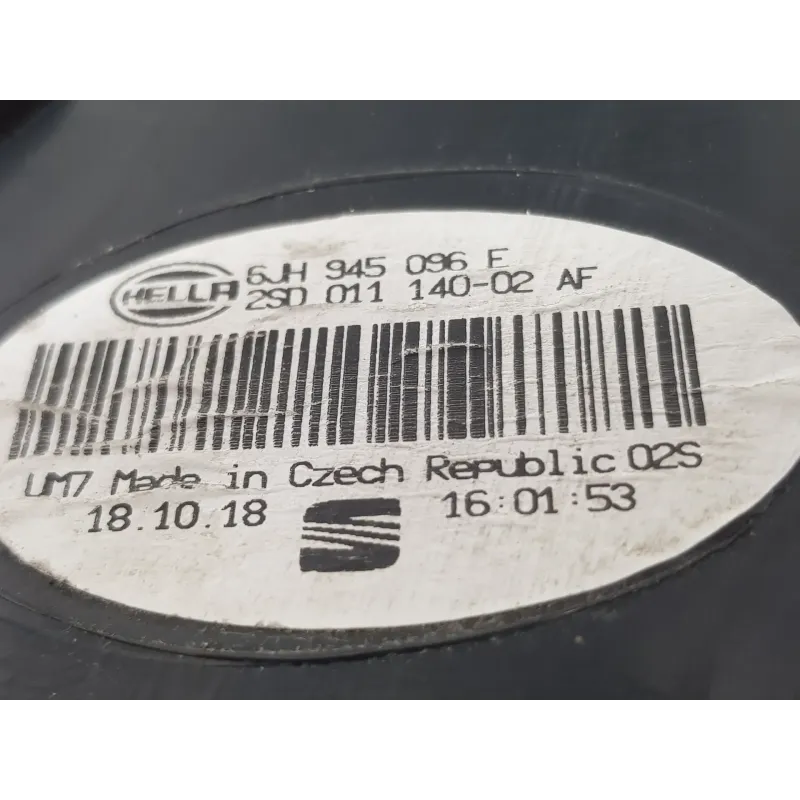 HELLA
6JH 945 096 E
2SD 011 140-02 AF
UM7 Made in Czech Republic 02S
18.10.18 16:01:53